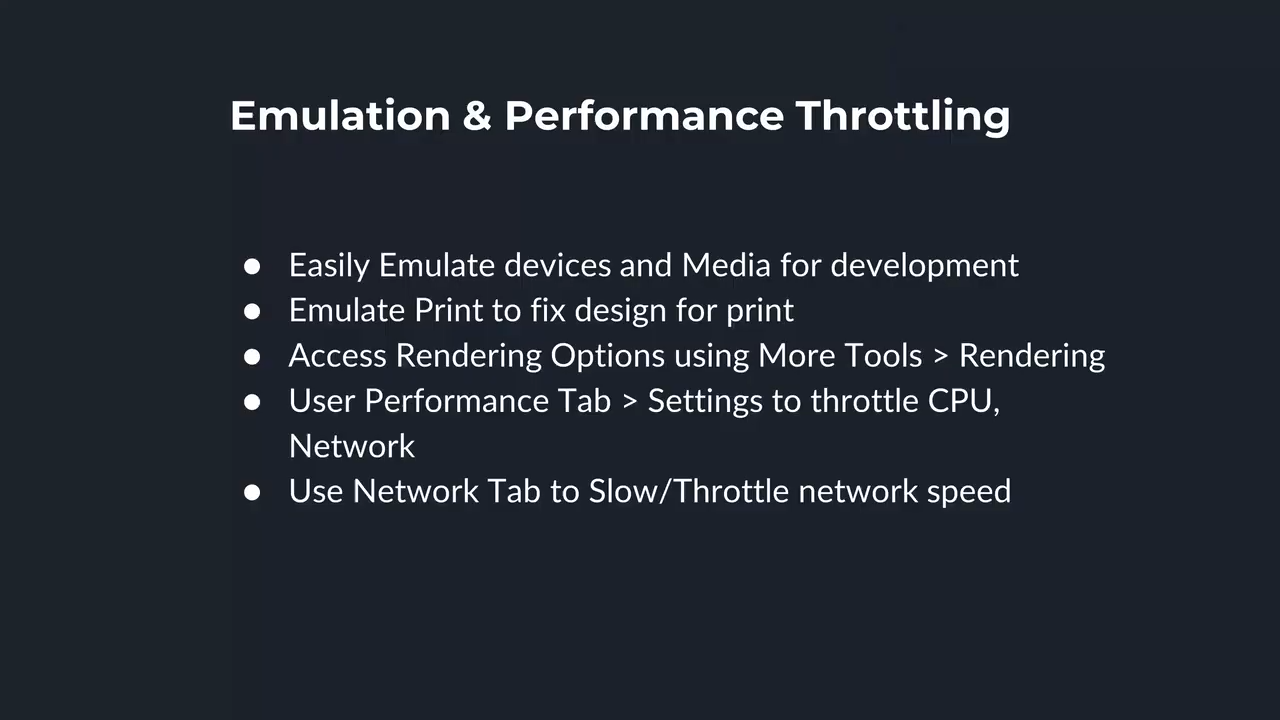 Emulation & Performance Throttling
● Easily Emulate devices and Media for development
● Emulate Print to fix design for print
● Access Rendering Options using More Tools > Rendering
● User Performance Tab > Settings to throttle CPU,
Network
● Use Network Tab to Slow/Throttle network speed